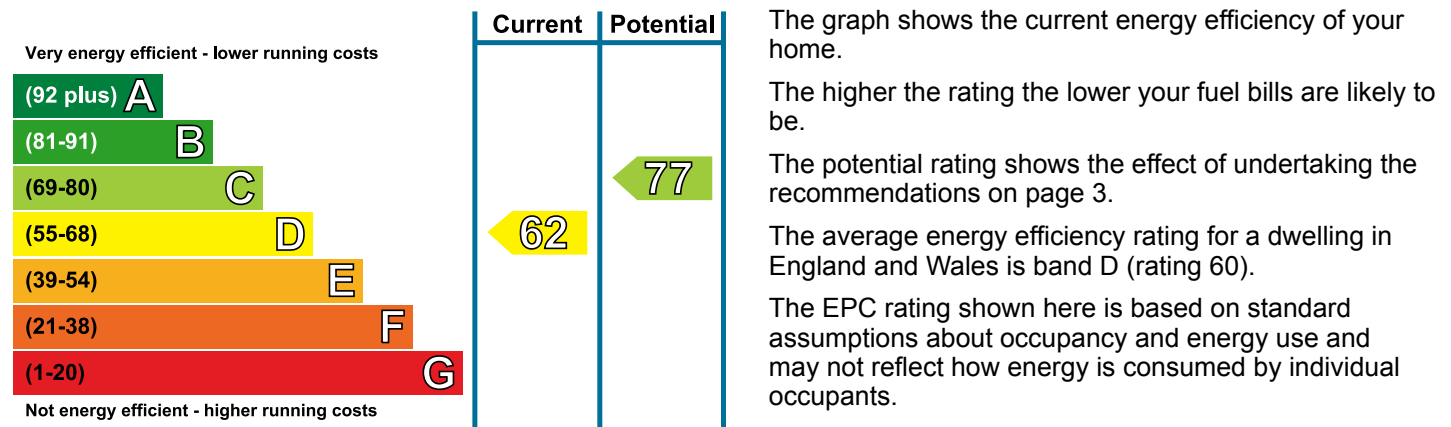 Current Potential
Very energy efficient - lower running costs
(92 plus) A
(81-91) B
(69-80) C
77
(55-68) D
62
(39-54) E
(21-38) F
(1-20) G
Not energy efficient - higher running costs
The graph shows the current energy efficiency of your
home.
The higher the rating the lower your fuel bills are likely to
be.
The potential rating shows the effect of undertaking the
recommendations on page 3.
The average energy efficiency rating for a dwelling in
England and Wales is band D (rating 60).
The EPC rating shown here is based on standard
assumptions about occupancy and energy use and
may not reflect how energy is consumed by individual
occupants.